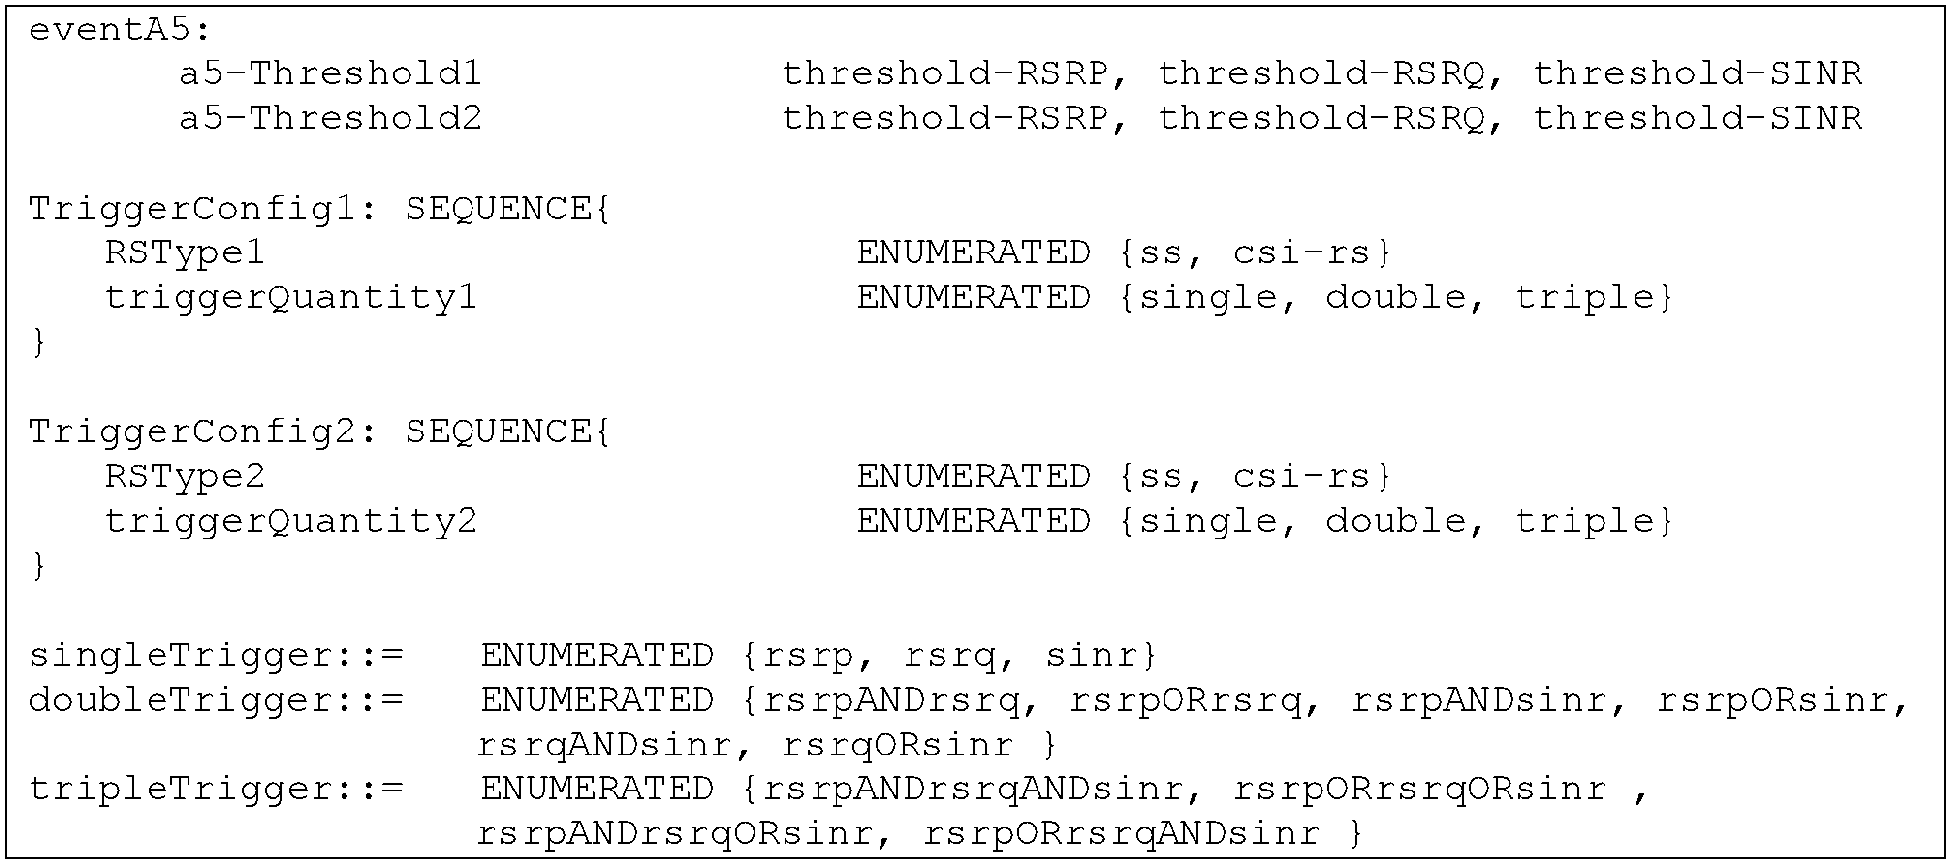 eventA5:
a5-Threshold1 threshold-RSRP, threshold-RSRQ, threshold-SINR
a5-Threshold2 threshold-RSRP, threshold-RSRQ, threshold-SINR
TriggerConfig1: SEQUENCE{
RSType1 ENUMERATED {ss, csi-rs}
triggerQuantity1 ENUMERATED {single, double, triple}
}
TriggerConfig2: SEQUENCE{
RSType2 ENUMERATED {ss, csi-rs}
triggerQuantity2 ENUMERATED {single, double, triple}
}
singleTrigger::= ENUMERATED {rsrp, rsrq, sinr}
doubleTrigger::= ENUMERATED {rsrpANDrsrq, rsrpORrsrq, rsrpANDsinr, rsrpORsinr,
rsrqANDsinr, rsrqORsinr }
tripleTrigger::= ENUMERATED {rsrpANDrsrqANDsinr, rsrpORrsrqORsinr ,
rsrpANDrsrqORsinr, rsrpORrsrqANDsinr }